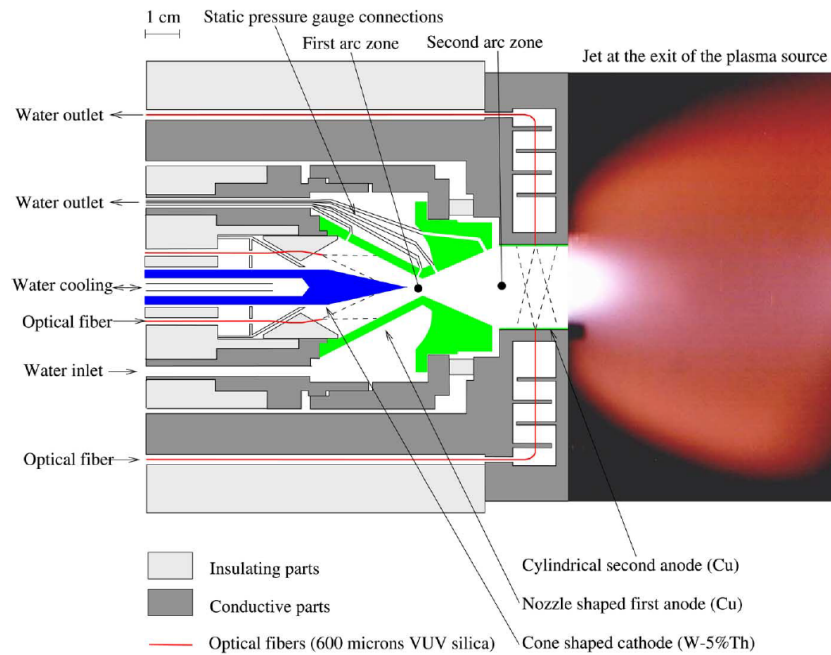 1 cm
Static pressure gauge connections
First arc zone
Second arc zone
Jet at the exit of the plasma source
Water outlet
Water outlet
Water cooling
Optical fiber
Water inlet
Optical fiber
Cylindrical second anode (Cu)
Insulating parts
Nozzle shaped first anode (Cu)
Conductive parts
Optical fibers (600 microns VUV silica)
Cone shaped cathode (W-5%Th)